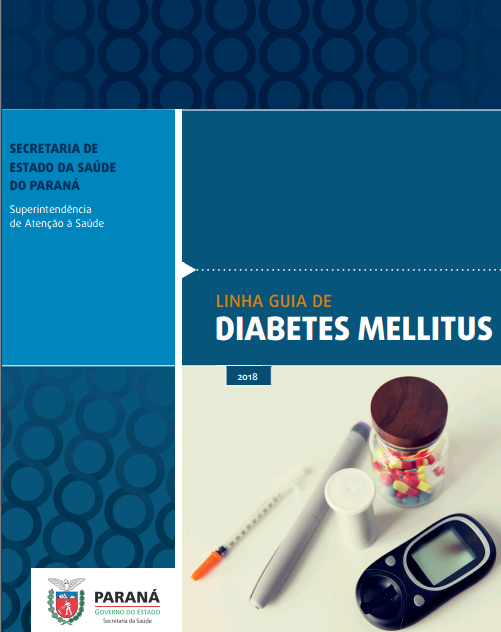 SECRETARIA DE
ESTADO DA SAÚDE
DO PARANÁ
Superintendência
de Atenção à Saúde
LINHA GUIA DE
DIABETES MELLITUS
2018
PARANÁ
GOVERNO DO ESTADO
Secretaria da Saúde